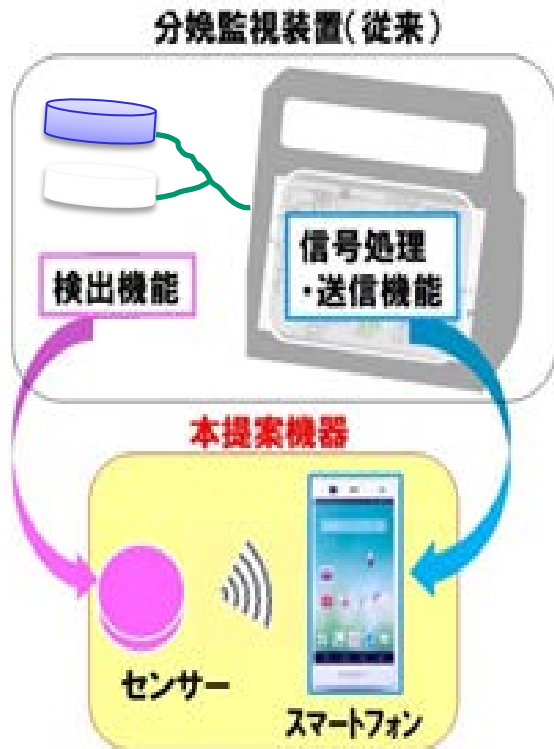 分娩監視装置(従来)
信号処理
・送信機能
検出機能
本提案機器
センサー
スマートフォン